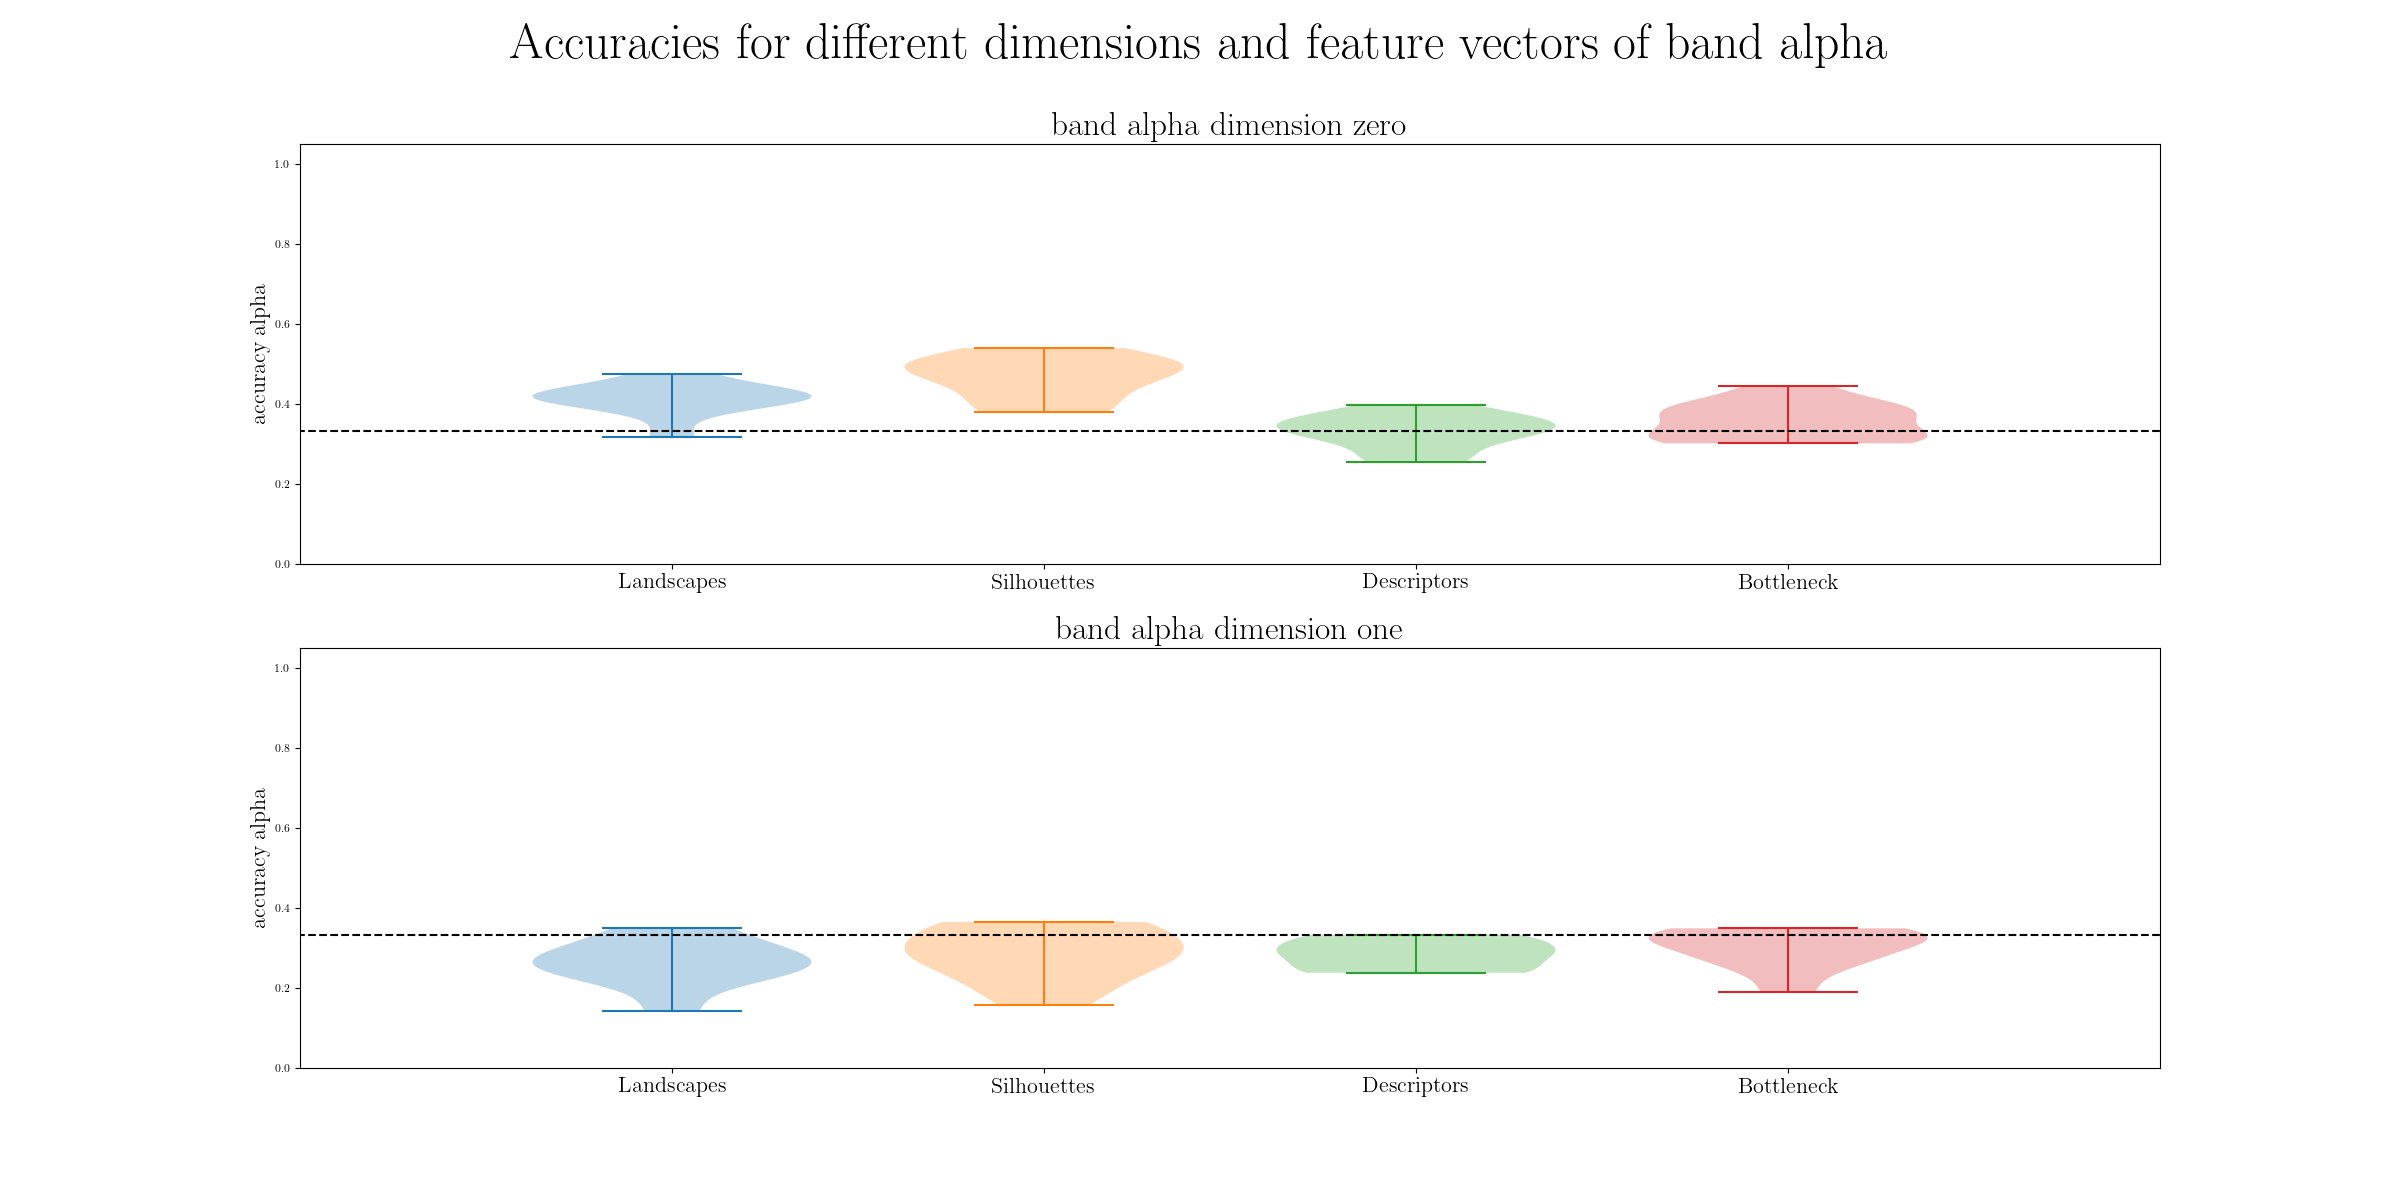 Accuracies for different dimensions and feature vectors of band alpha
band alpha dimension zero
1.0
0.8
0.6
0.4
0.2
0.0
accuracy alpha
Landscapes Silhouettes Descriptors Bottleneck
band alpha dimension one
1.0
0.8
0.6
0.4
0.2
0.0
accuracy alpha
Landscapes Silhouettes Descriptors Bottleneck